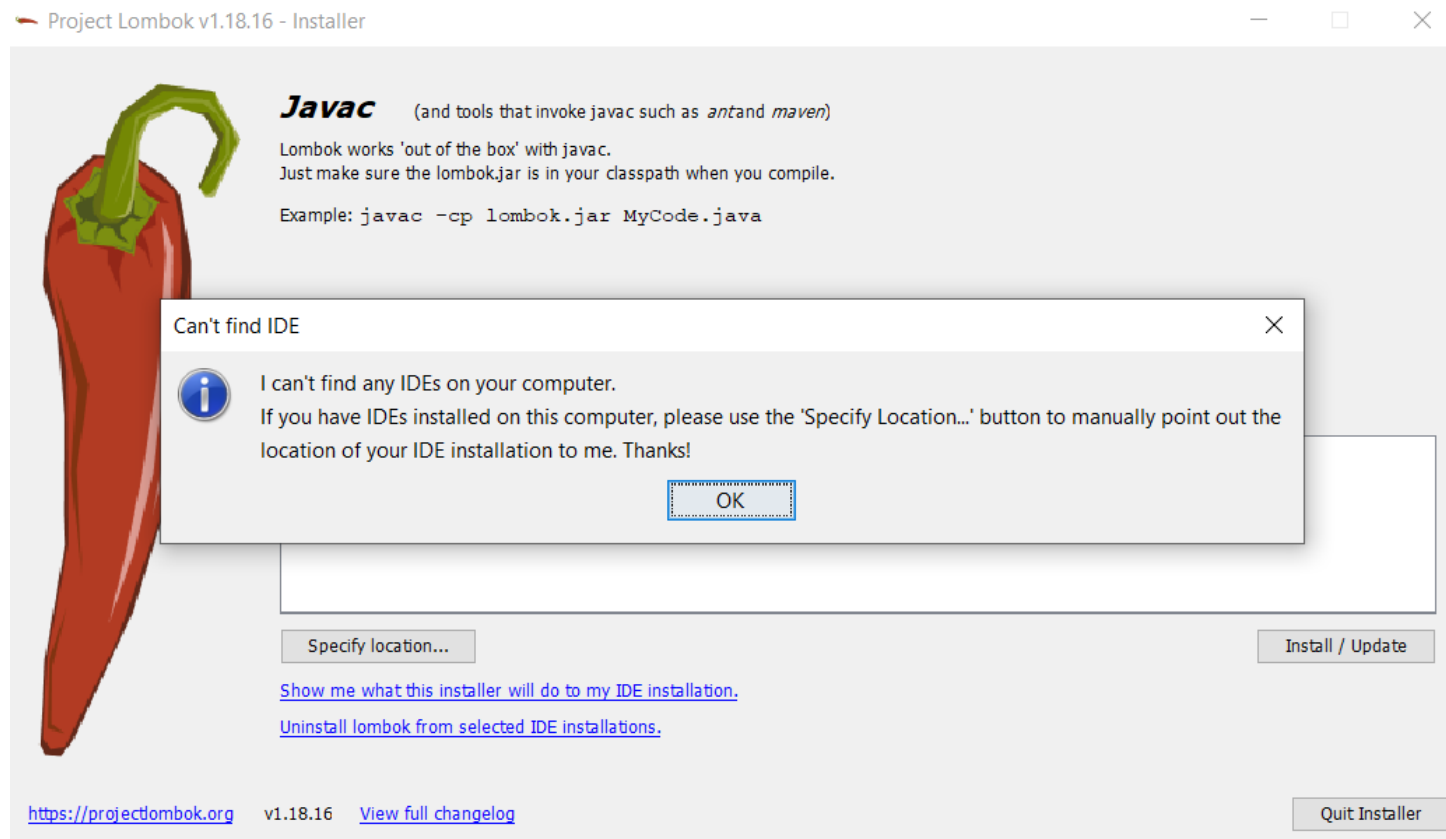 Project Lombok v1.18.16 - Installer
Javac (and tools that invoke javac such as antand maven)
Lombok works 'out of the box' with javac.
Just make sure the lombok.jar is in your classpath when you compile.
Example: javac -cp lombok.jar MyCode.java
Can't find IDE
I can't find any IDEs on your computer.
If you have IDEs installed on this computer, please use the 'Specify Location...' button to manually point out the
location of your IDE installation to me. Thanks!
OK
Specify location... Install / Update
Show me what this installer will do to my IDE installation.
Uninstall lombok from selected IDE installations.
https://projectlombok.org v1.18.16 View full changelog Quit Installer